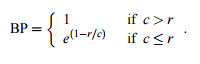 BP = { 1 if c > r
e^(1−r/c) if c ≤ r .